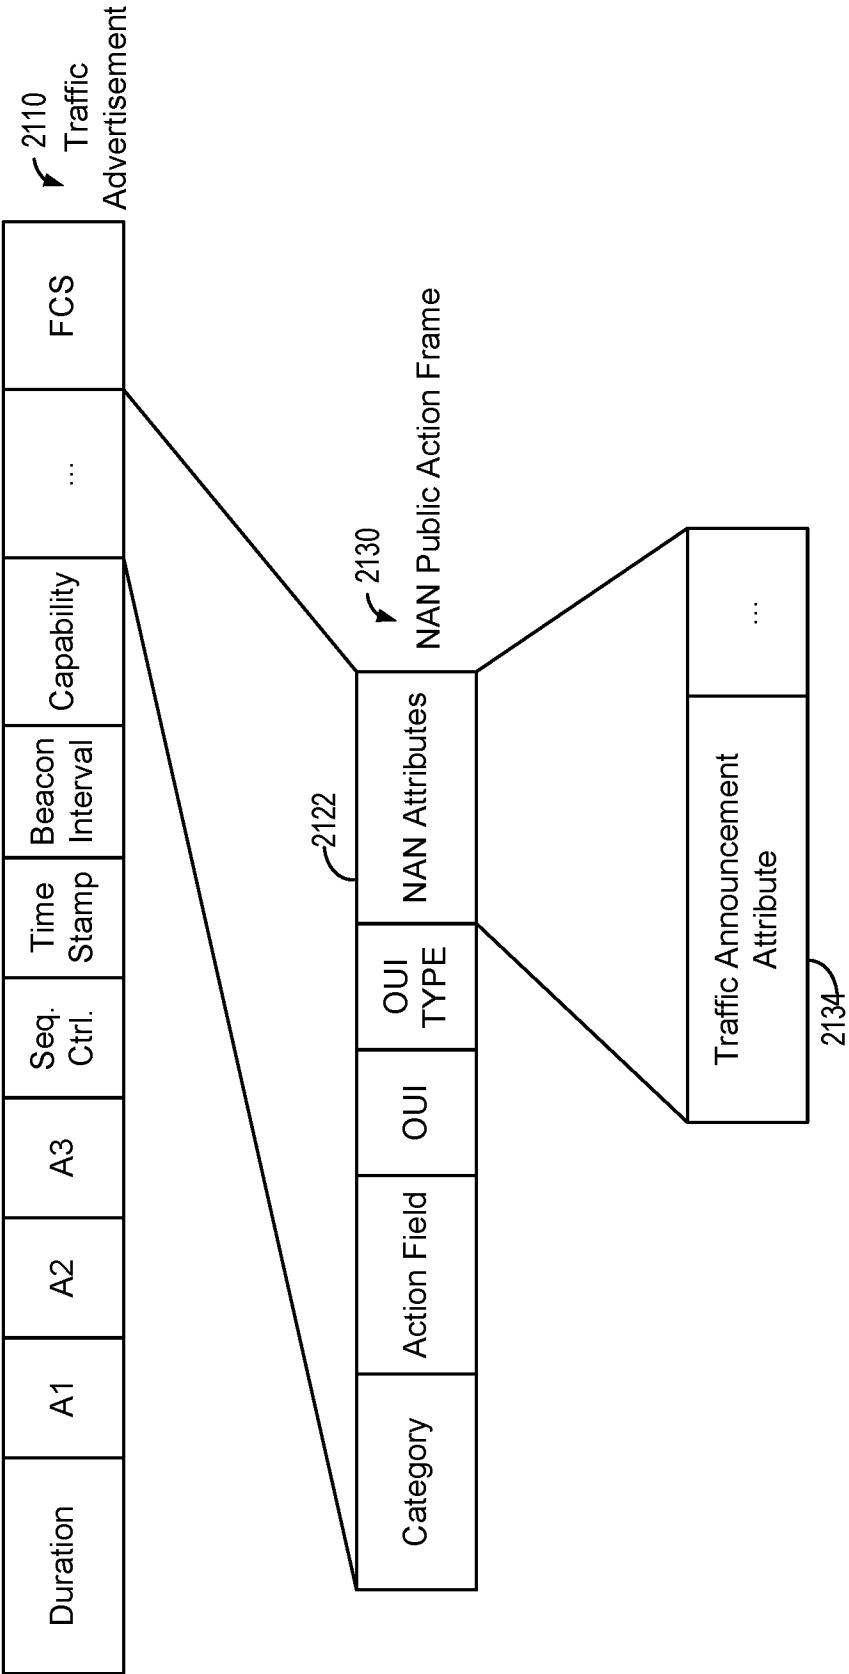 2110
Traffic
Advertisement
Duration
A1
A2
A3
Seq.
Ctrl.
Time
Stamp
Beacon
Interval
Capability
...
FCS
2130
NAN Public Action Frame
2122
Category
Action Field
OUI
OUI
TYPE
NAN Attributes
Traffic Announcement
Attribute
...
2134